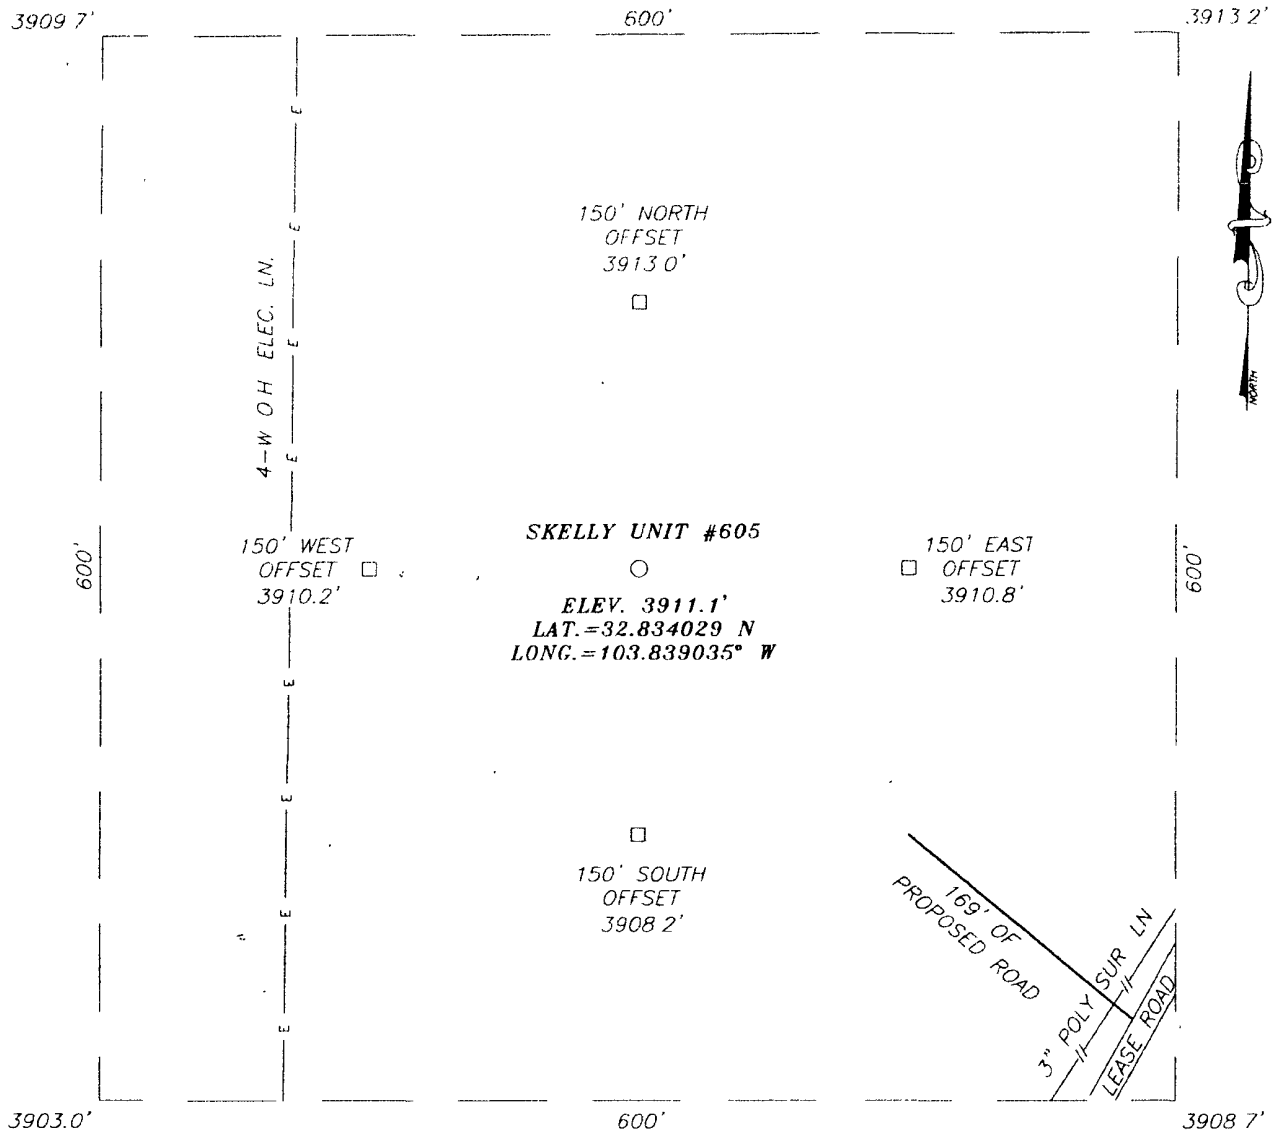 3909 7'
600'
3913 2'
NORTH
150' NORTH
OFFSET
3913 0'
4-W OH ELEC. LN.
E
E
E
E
E
E
E
E
600'
150' WEST
OFFSET
3910.2'
SKELLY UNIT #605
ELEV. 3911.1'
LAT.=32.834029 N
LONG.=103.839035° W
150' EAST
OFFSET
3910.8'
600'
150' SOUTH
OFFSET
3908 2'
169' OF
PROPOSED ROAD
3" POLY SUR LN
LEASE ROAD
3903.0'
600'
3908 7'